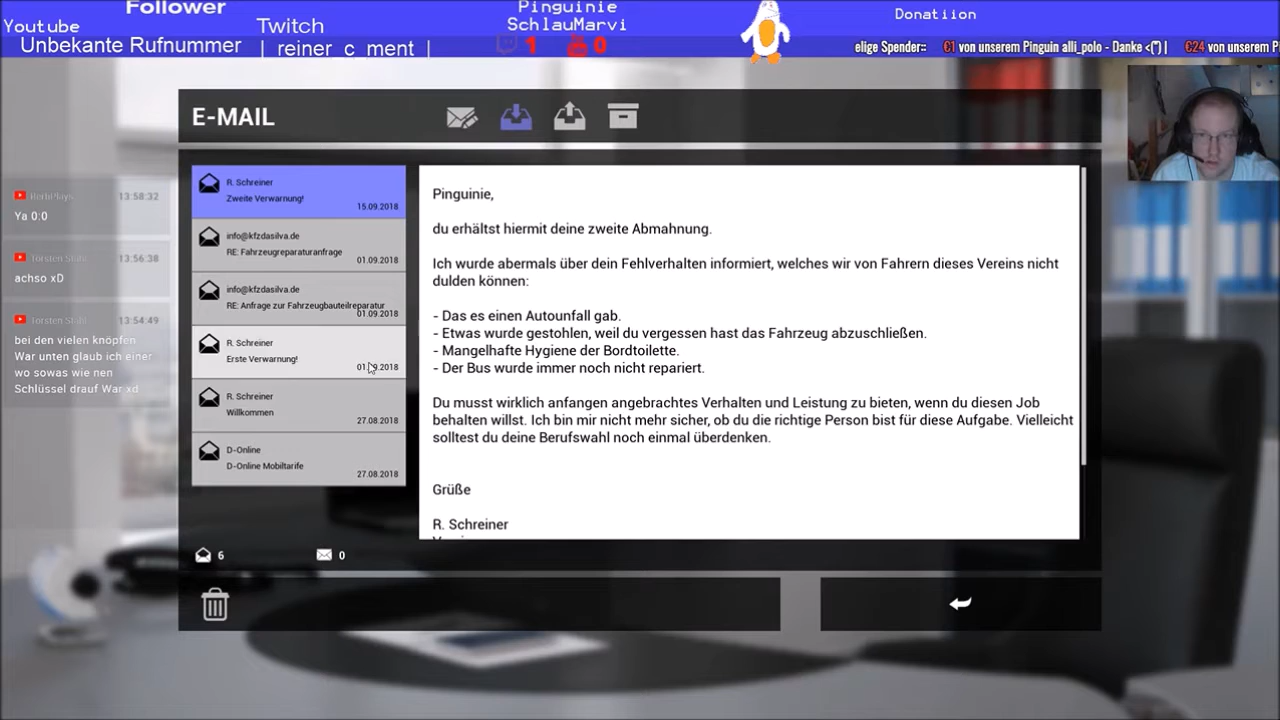 Follower
Youtube
Twitch
Pinguinie
SchlauMarvi
Donatiion
Unbekante Rufnummer
| reiner_c_ment |
1
0
elige Spender:: €1 von unserem Pinguin alli_polo - Danke <(") | €24 von unserem P
E-MAIL
13:58:32
Ya 0:0
Torsten Stahl 13:56:38
achso xD
Torsten Stahl 13:54:49
bei den vielen knöpfen
War unten glaub ich einer
wo sowas wie nen
Schlüssel drauf War xd
R. Schreiner
Zweite Verwarnung!
15.09.2018
info@kfzdasilva.de
RE: Fahrzeugreparaturanfrage
01.09.2018
info@kfzdasilva.de
RE: Anfrage zur Fahrzeugbauteilreparatur
01.09.2018
R. Schreiner
Erste Verwarnung!
01.09.2018
R. Schreiner
Willkommen
27.08.2018
D-Online
D-Online Mobiltarife
27.08.2018
6
0
Pinguinie,
du erhältst hiermit deine zweite Abmahnung.
Ich wurde abermals über dein Fehlverhalten informiert, welches wir von Fahrern dieses Vereins nicht
dulden können:
- Das es einen Autounfall gab.
- Etwas wurde gestohlen, weil du vergessen hast das Fahrzeug abzuschließen.
- Mangelhafte Hygiene der Bordtoilette.
- Der Bus wurde immer noch nicht repariert.
Du musst wirklich anfangen angebrachtes Verhalten und Leistung zu bieten, wenn du diesen Job
behalten willst. Ich bin mir nicht mehr sicher, ob du die richtige Person bist für diese Aufgabe. Vielleicht
solltest du deine Berufswahl noch einmal überdenken.
Grüße
R. Schreiner